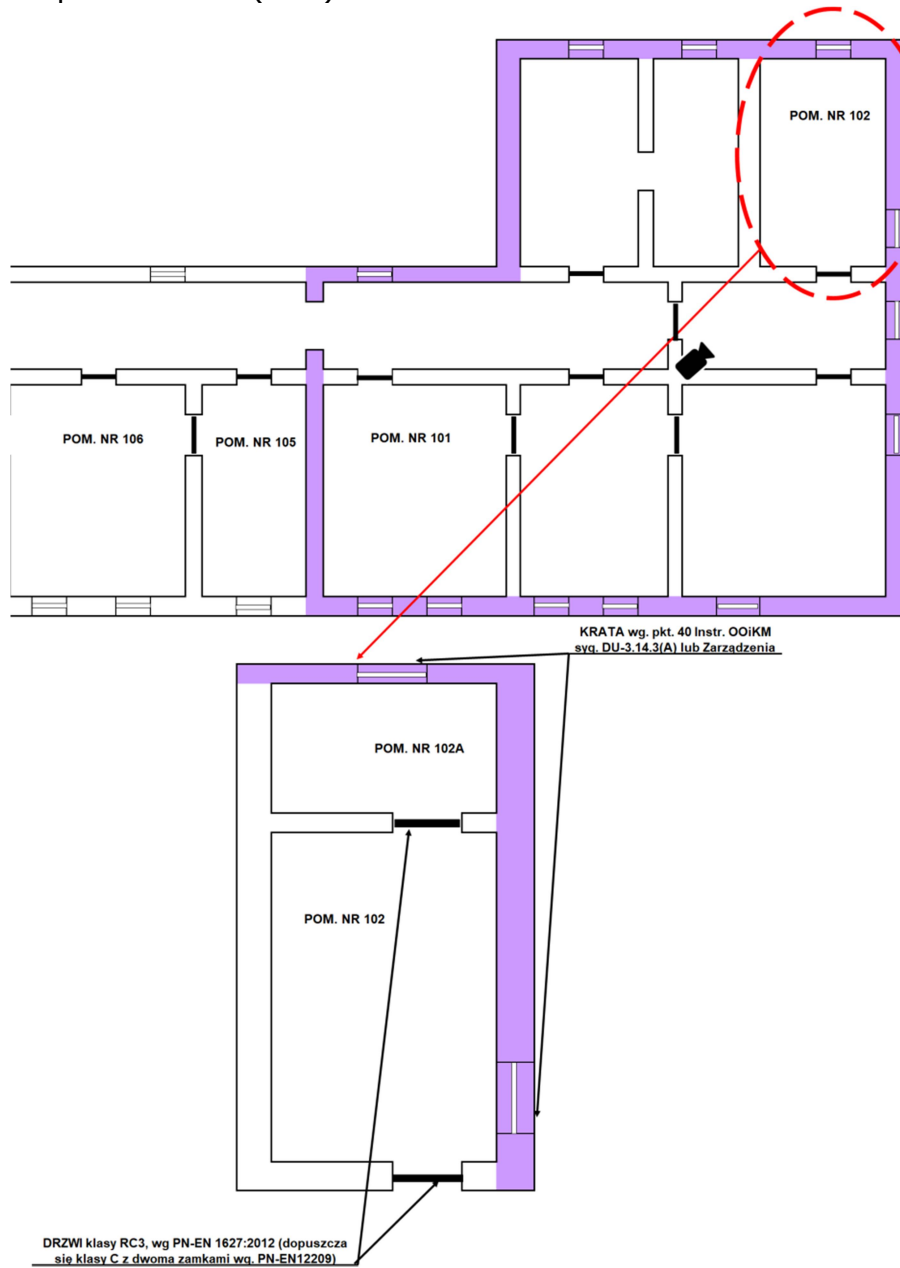 POM. NR 102
POM. NR 106
POM. NR 105
POM. NR 101
KRATA wg. pkt. 40 Instr. OOiKM
syg. DU-3.14.3(A) lub Zarządzenia
POM. NR 102A
POM. NR 102
DRZWI klasy RC3, wg PN-EN 1627:2012 (dopuszcza
się klasy C z dwoma zamkami wg. PN-EN12209)